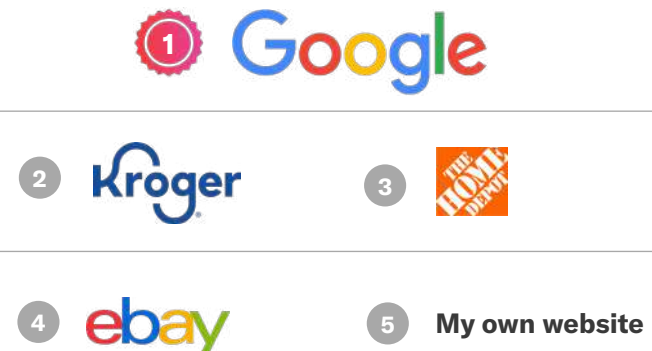 1 Google
2 Kroger
3 THE HOME DEPOT
4 ebay
5 My own website